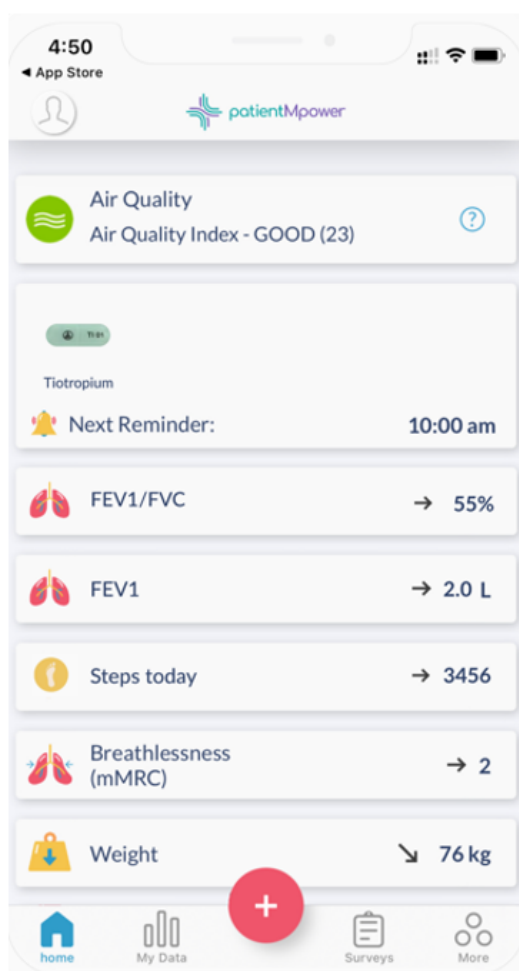 4:50
◀ App Store
patientMpower
Air Quality
Air Quality Index - GOOD (23)
?
Tiotropium
Next Reminder: 10:00 am
FEV1/FVC → 55%
FEV1 → 2.0 L
Steps today → 3456
Breathlessness
(mMRC) → 2
Weight ↘ 76 kg
+
home My Data Surveys More